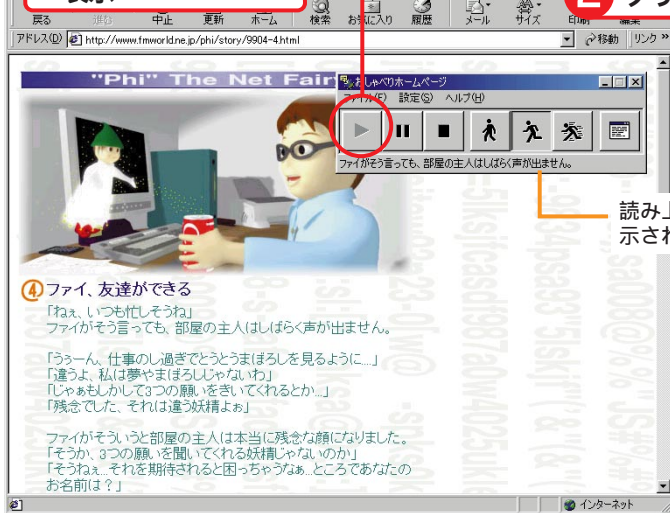 戻る 中止 更新 ホーム 検索 お気に入り 履歴 メール サイズ
アドレス(D) http://www.fmworld.ne.jp/phi/story/9904-4.html 移動 リンク »
"Phi" The Net Fair
おしゃべりホームページ
ファイル(F) 設定(S) ヘルプ(H)
ファイがそう言っても、部屋の主人はしばらく声が出ません。
読み上
示され
④ファイ、友達ができる
「ねぇ、いつも忙しそうね」
ファイがそう言っても、部屋の主人はしばらく声が出ません。
「うぅーん、仕事のし過ぎでとうとうまぼろしを見るように...」
「違うよ、私は夢やまぼろしじゃないわ」
「じゃぁもしかして3つの願いをきいてくれるとか...」
「残念でした、それは違う妖精よぉ」
ファイがそういうと部屋の主人は本当に残念な顔になりました。
「そうか、3つの願いを聞いてくれる妖精じゃないのか」
「そうねぇ...それを期待されると困っちゃうなぁ...ところであなたの
お名前は？」
インターネット